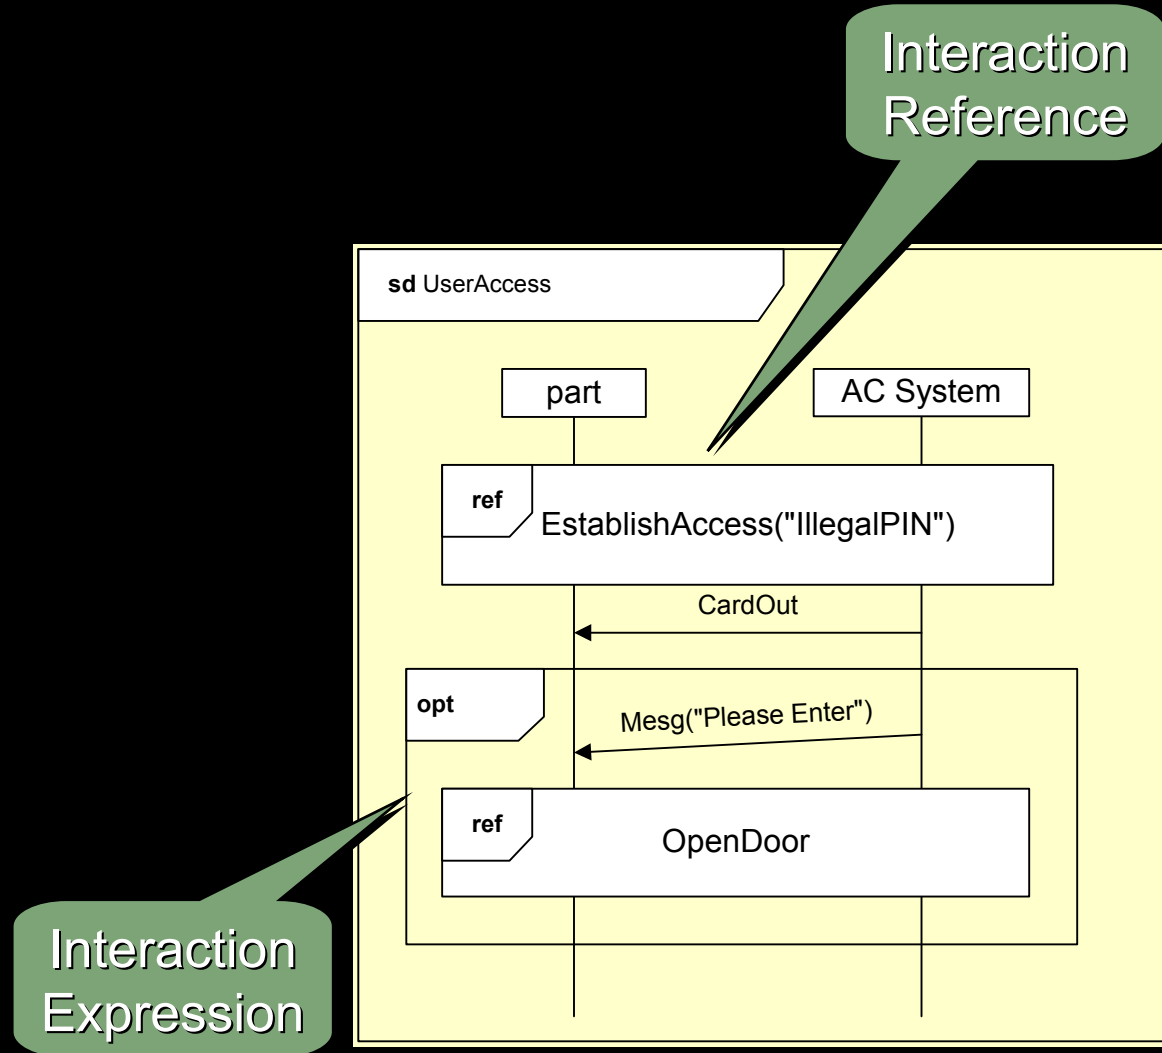 Interaction
Reference
sd UserAccess
part
AC System
ref
EstablishAccess("IllegalPIN")
CardOut
opt
Mesg("Please Enter")
ref
OpenDoor
Interaction
Expression